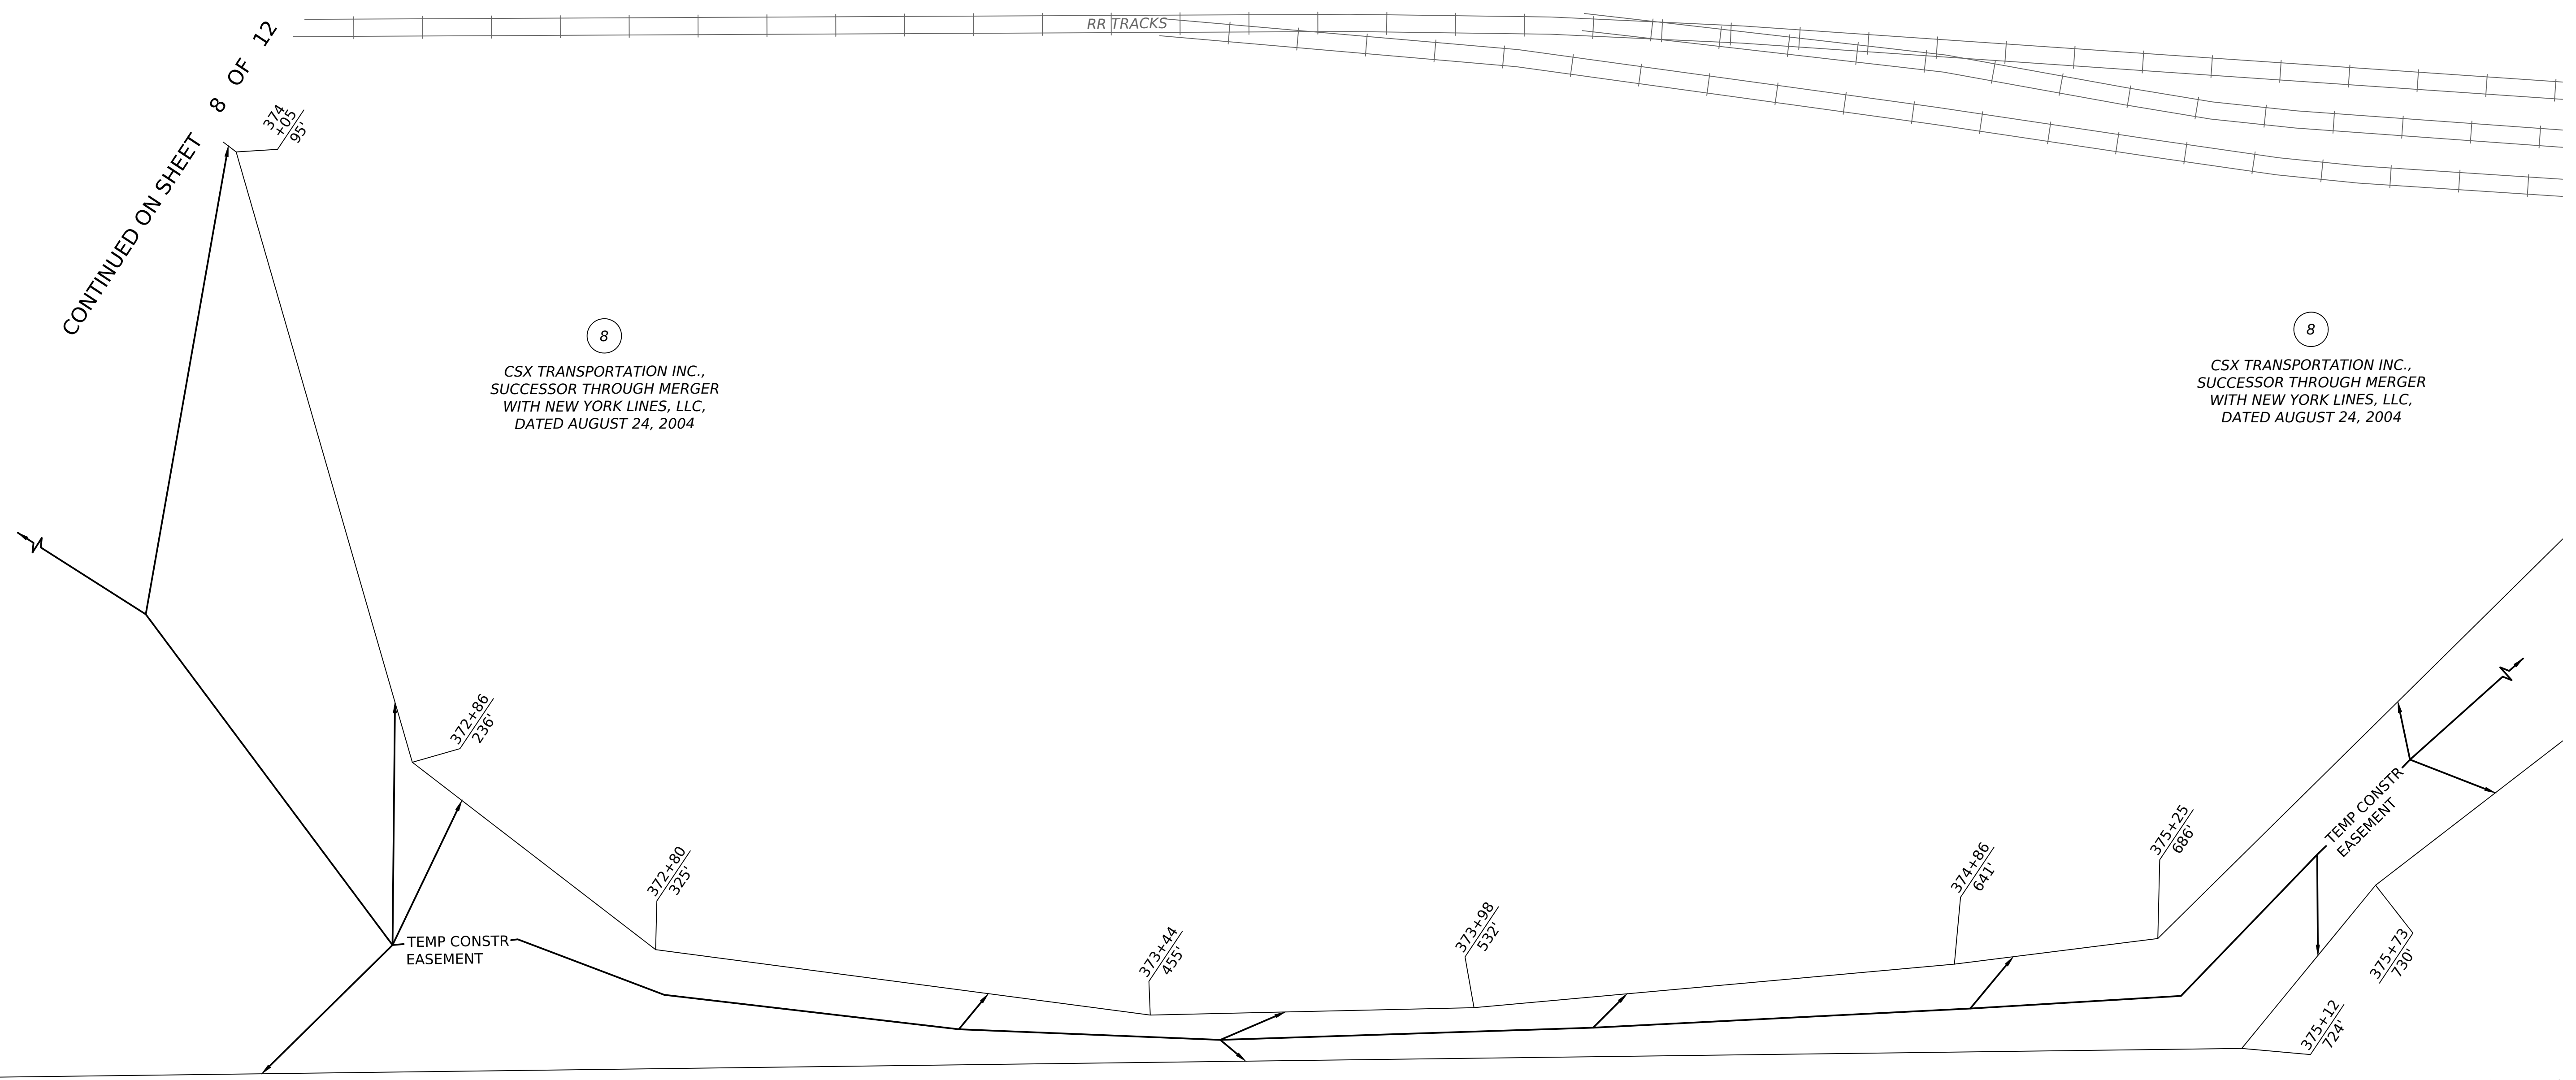 RR TRACKS
CONTINUED ON SHEET 8 OF 12
374
+05
95'
8
CSX TRANSPORTATION INC.,
SUCCESSOR THROUGH MERGER
WITH NEW YORK LINES, LLC,
DATED AUGUST 24, 2004
8
CSX TRANSPORTATION INC.,
SUCCESSOR THROUGH MERGER
WITH NEW YORK LINES, LLC,
DATED AUGUST 24, 2004
372+86
236'
372+80
325'
373+44
455'
373+98
532'
374+86
641'
375+25
686'
TEMP CONSTR
EASEMENT
TEMP CONSTR
EASEMENT
375+73
730'
375+12
724'